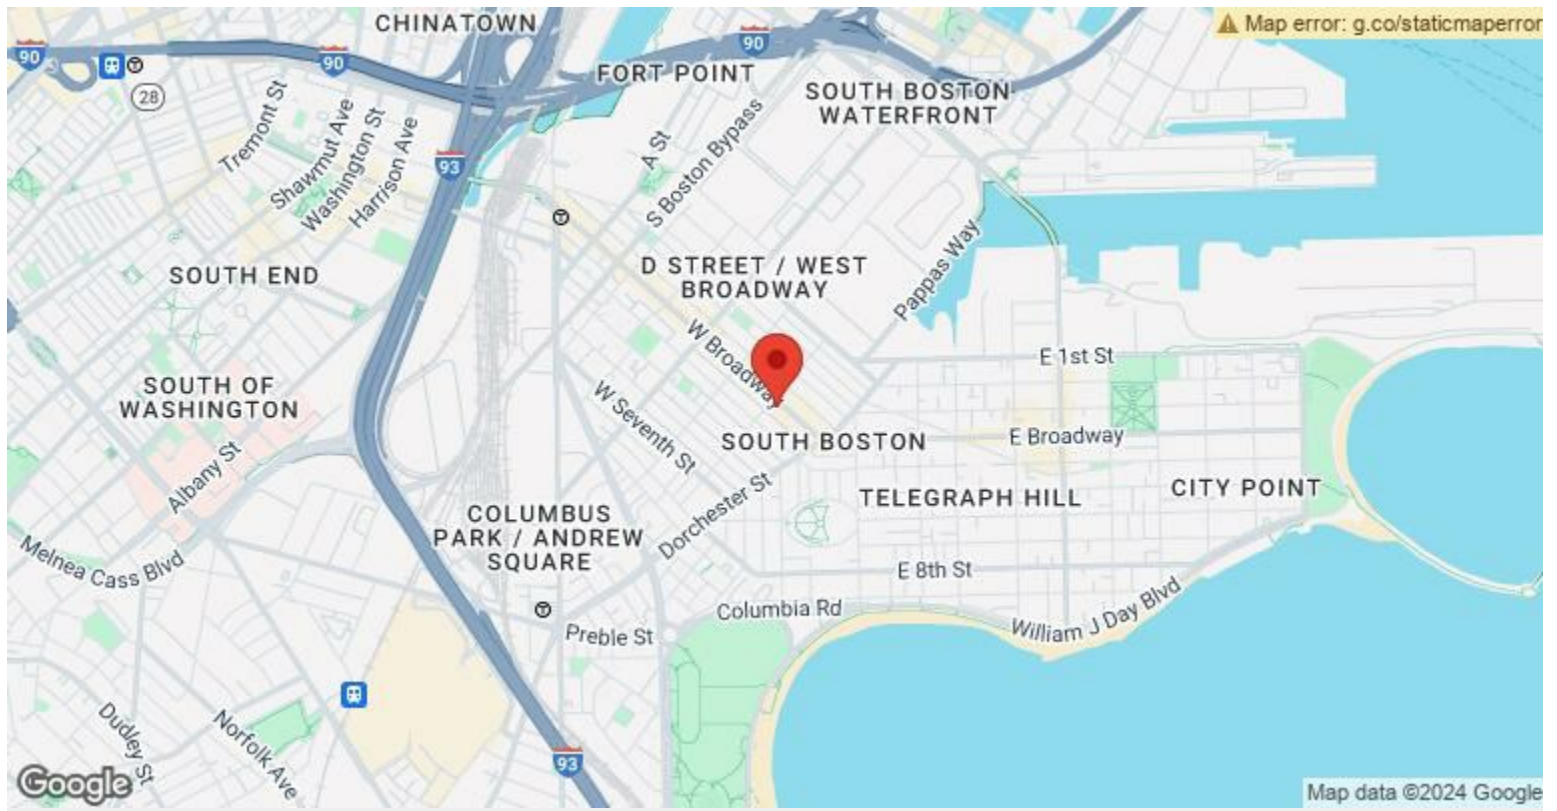 CHINATOWN
Map error: g.co/staticmaperror
90
90
90
28
FORT POINT
SOUTH BOSTON
WATERFRONT
Tremont St
Shawmut Ave
Washington St
Harrison Ave
93
A St
S Boston Bypass
T
SOUTH END
D STREET / WEST
BROADWAY
Pappas Way
W Broadway
E 1st St
SOUTH OF
WASHINGTON
W Seventh St
SOUTH BOSTON
E Broadway
Albany St
TELEGRAPH HILL
CITY POINT
COLUMBUS
PARK / ANDREW
SQUARE
Dorchester St
Melnea Cass Blvd
E 8th St
T
Columbia Rd
Preble St
William J Day Blvd
Dudley St
Norfolk Ave
93
Google
Map data ©2024 Google